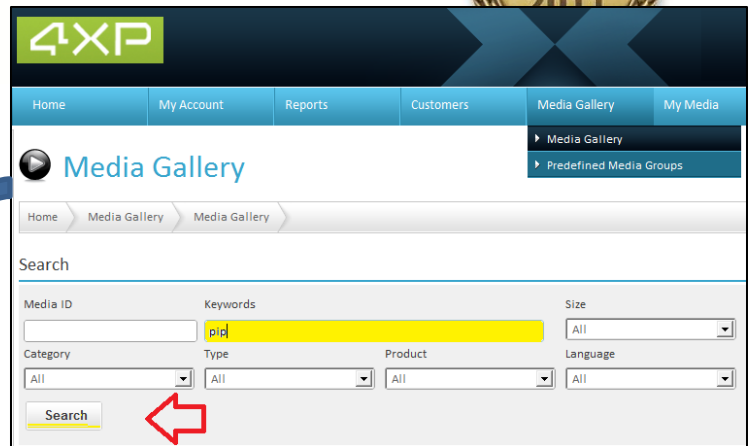 4XP
Home My Account Reports Customers Media Gallery My Media
Media Gallery
Predefined Media Groups
Media Gallery
Home Media Gallery Media Gallery
Search
Media ID Keywords Size
pip All
Category Type Product Language
All All All All
Search